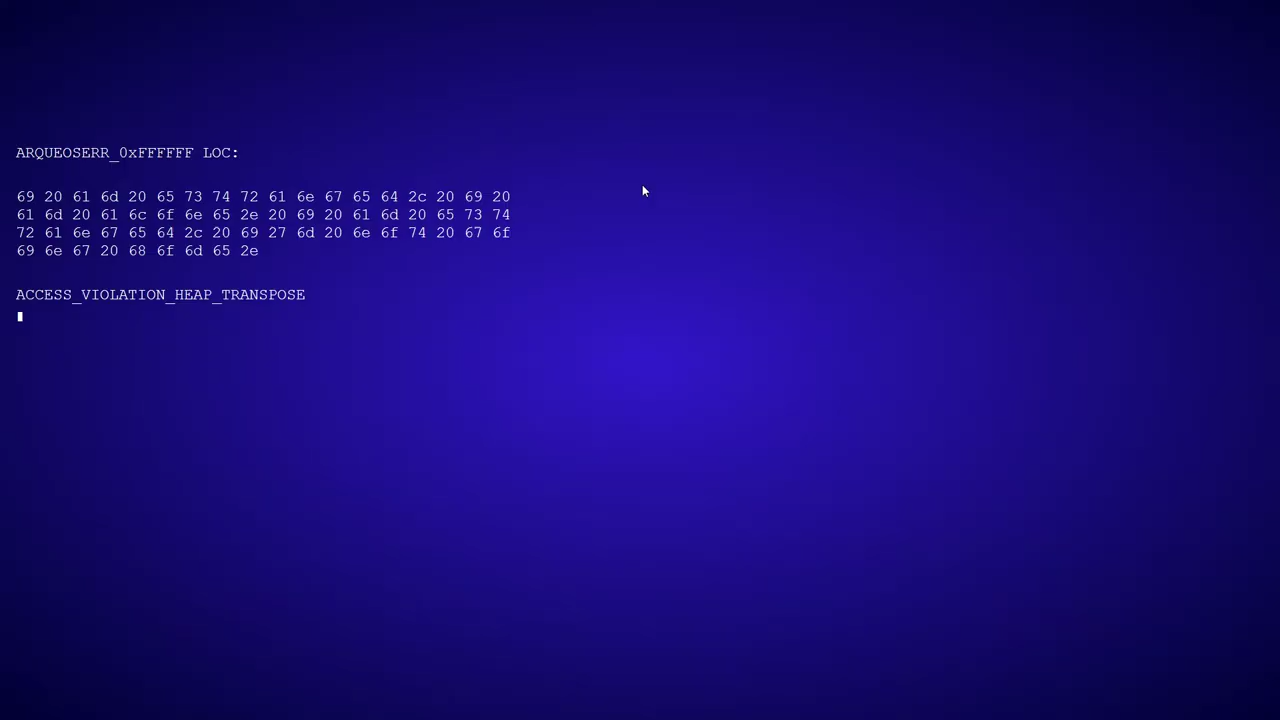 ARQUEOSERR_0xFFFFFF LOC:
69 20 61 6d 20 65 73 74 72 61 6e 67 65 64 2c 20 69 20
61 6d 20 61 6c 6f 6e 65 2e 20 69 20 61 6d 20 65 73 74
72 61 6e 67 65 64 2c 20 69 27 6d 20 6e 6f 74 20 67 6f
69 6e 67 20 68 6f 6d 65 2e
ACCESS_VIOLATION_HEAP_TRANSPOSE